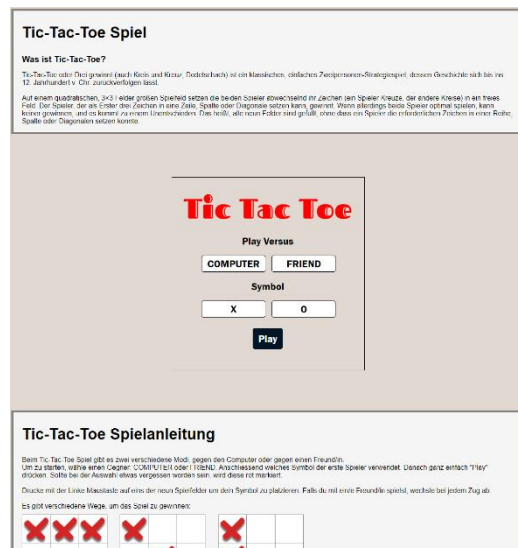 Tic-Tac-Toe Spiel
Was ist Tic-Tac-Toe?
Tic-Tac-Toe oder Drei gewinnt (auch Kreis und Kreuz, Dodelschach) ist ein klassisches, einfaches Zweipersonen-Strategiespiel, dessen Geschichte sich bis ins
12. Jahrhundert v. Chr. zurückverfolgen lässt.
Auf einem quadratischen, 3×3 Felder großen Spielfeld setzen die beiden Spieler abwechselnd ihr Zeichen (ein Spieler Kreuze, der andere Kreise) in ein freies
Feld. Der Spieler, der als Erster drei Zeichen in eine Zeile, Spalte oder Diagonale setzen kann, gewinnt. Wenn allerdings beide Spieler optimal spielen, kann
keiner gewinnen, und es kommt zu einem Unentschieden. Das heißt, alle neun Felder sind gefüllt, ohne dass ein Spieler die erforderlichen Zeichen in einer Reihe,
Spalte oder Diagonalen setzen konnte.
Tic Tac Toe
Play Versus
COMPUTER FRIEND
Symbol
X O
Play
Tic-Tac-Toe Spielanleitung
Beim Tic-Tac-Toe Spiel gibt es zwei verschiedene Modi, gegen den Computer oder gegen einen Freund/in.
Um zu starten, wähle einen Gegner: COMPUTER oder FRIEND. Anschliessend welches Symbol der erste Spieler verwendet. Danach ganz einfach "Play"
drücken. Sollte bei der Auswahl etwas vergessen worden sein, wird diese rot markiert.
Drücke mit der Linke Maustaste auf eins der neun Spielfelder um dein Symbol zu platzieren. Falls du mit einem Freund/in spielst, wechsle bei jedem Zug ab.
Es gibt verschiedene Wege, um das Spiel zu gewinnen: